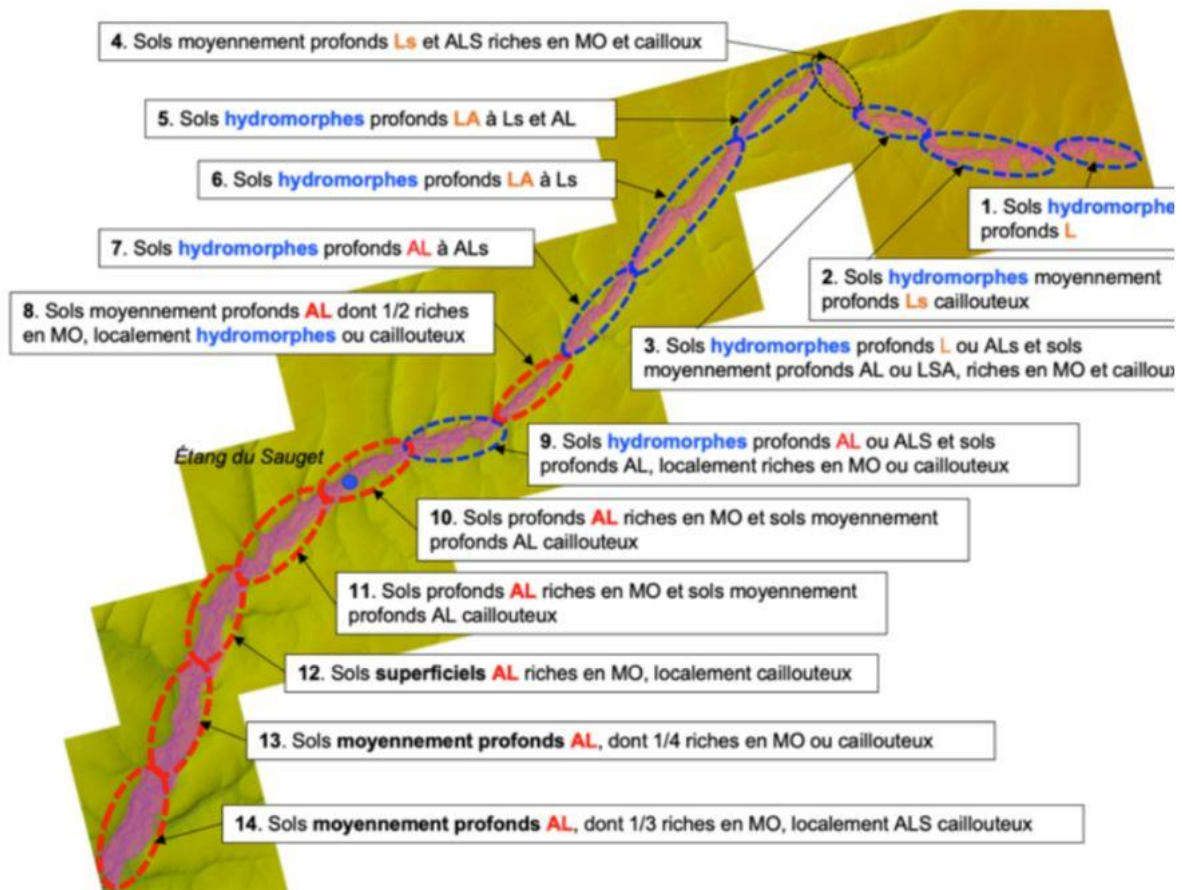 4. Sols moyennement profonds Ls et ALS riches en MO et cailloux
5. Sols hydromorphes profonds LA à Ls et AL
6. Sols hydromorphes profonds LA à Ls
1. Sols hydromorphe
profonds L
7. Sols hydromorphes profonds AL à ALs
2. Sols hydromorphes moyennement
profonds Ls caillouteux
8. Sols moyennement profonds AL dont 1/2 riches
en MO, localement hydromorphes ou caillouteux
3. Sols hydromorphes profonds L ou ALs et sols
moyennement profonds AL ou LSA, riches en MO et cailloux
9. Sols hydromorphes profonds AL ou ALS et sols
profonds AL, localement riches en MO ou caillouteux
Étang du Sauget
10. Sols profonds AL riches en MO et sols moyennement
profonds AL caillouteux
11. Sols profonds AL riches en MO et sols moyennement
profonds AL caillouteux
12. Sols superficiels AL riches en MO, localement caillouteux
13. Sols moyennement profonds AL, dont 1/4 riches en MO ou caillouteux
14. Sols moyennement profonds AL, dont 1/3 riches en MO, localement ALS caillouteux